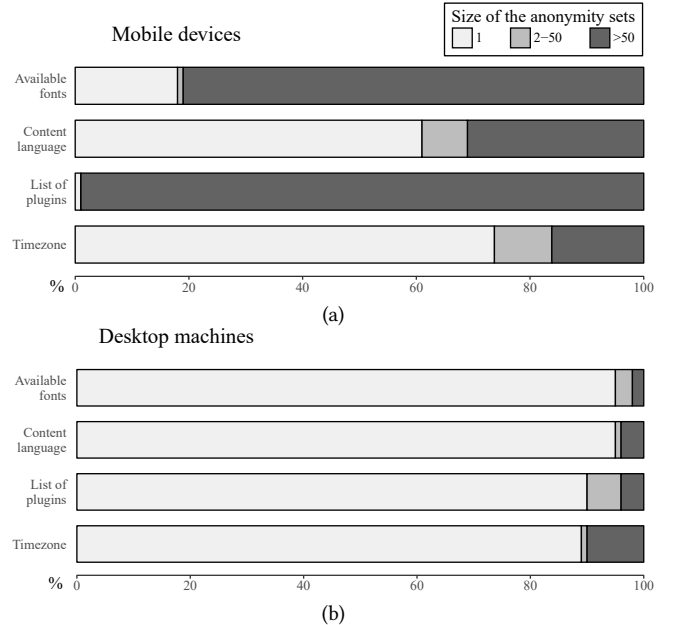 Mobile devices
Size of the anonymity sets
1 2−50 >50
Available
fonts
Content
language
List of
plugins
Timezone
% 0 20 40 60 80 100
(a)
Desktop machines
Available
fonts
Content
language
List of
plugins
Timezone
% 0 20 40 60 80 100
(b)